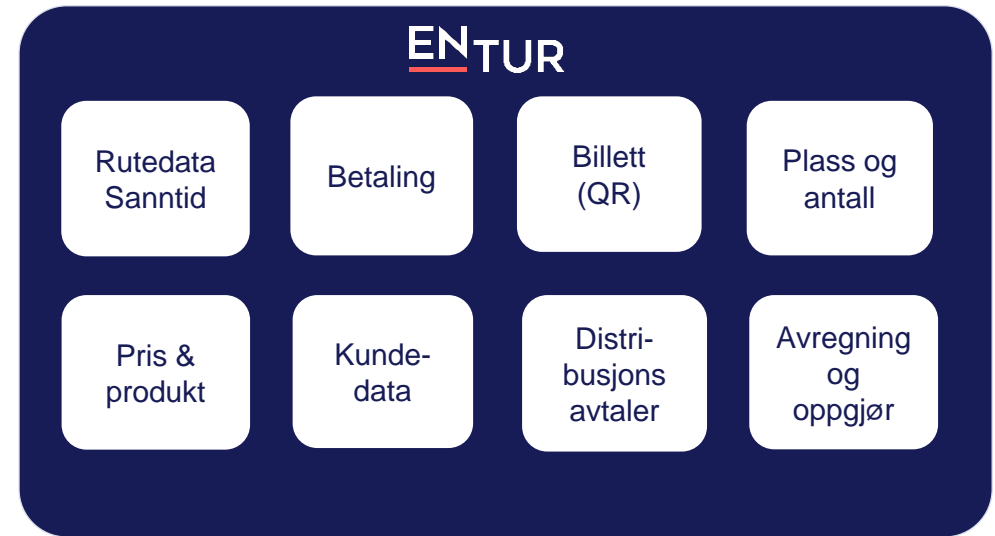 ENTUR
Rutedata
Sanntid
Betaling
Billett
(QR)
Plass og
antall
Pris &
produkt
Kunde-
data
Distri-
busjons
avtaler
Avregning
og
oppgjør